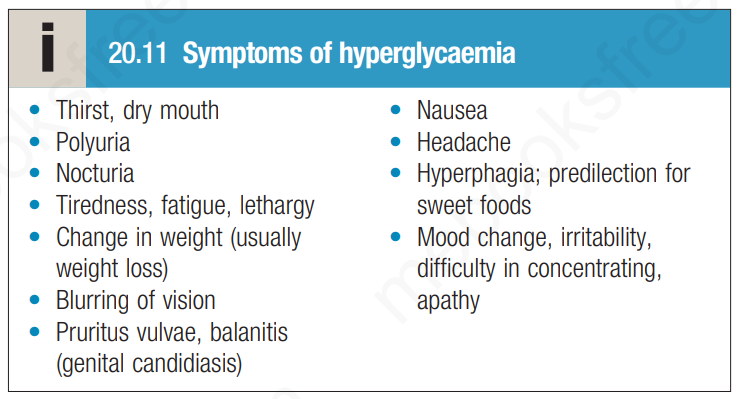 i
20.11 Symptoms of hyperglycaemia
• Thirst, dry mouth
• Polyuria
• Nocturia
• Tiredness, fatigue, lethargy
• Change in weight (usually
weight loss)
• Blurring of vision
• Pruritus vulvae, balanitis
(genital candidiasis)
• Nausea
• Headache
• Hyperphagia; predilection for
sweet foods
• Mood change, irritability,
difficulty in concentrating,
apathy